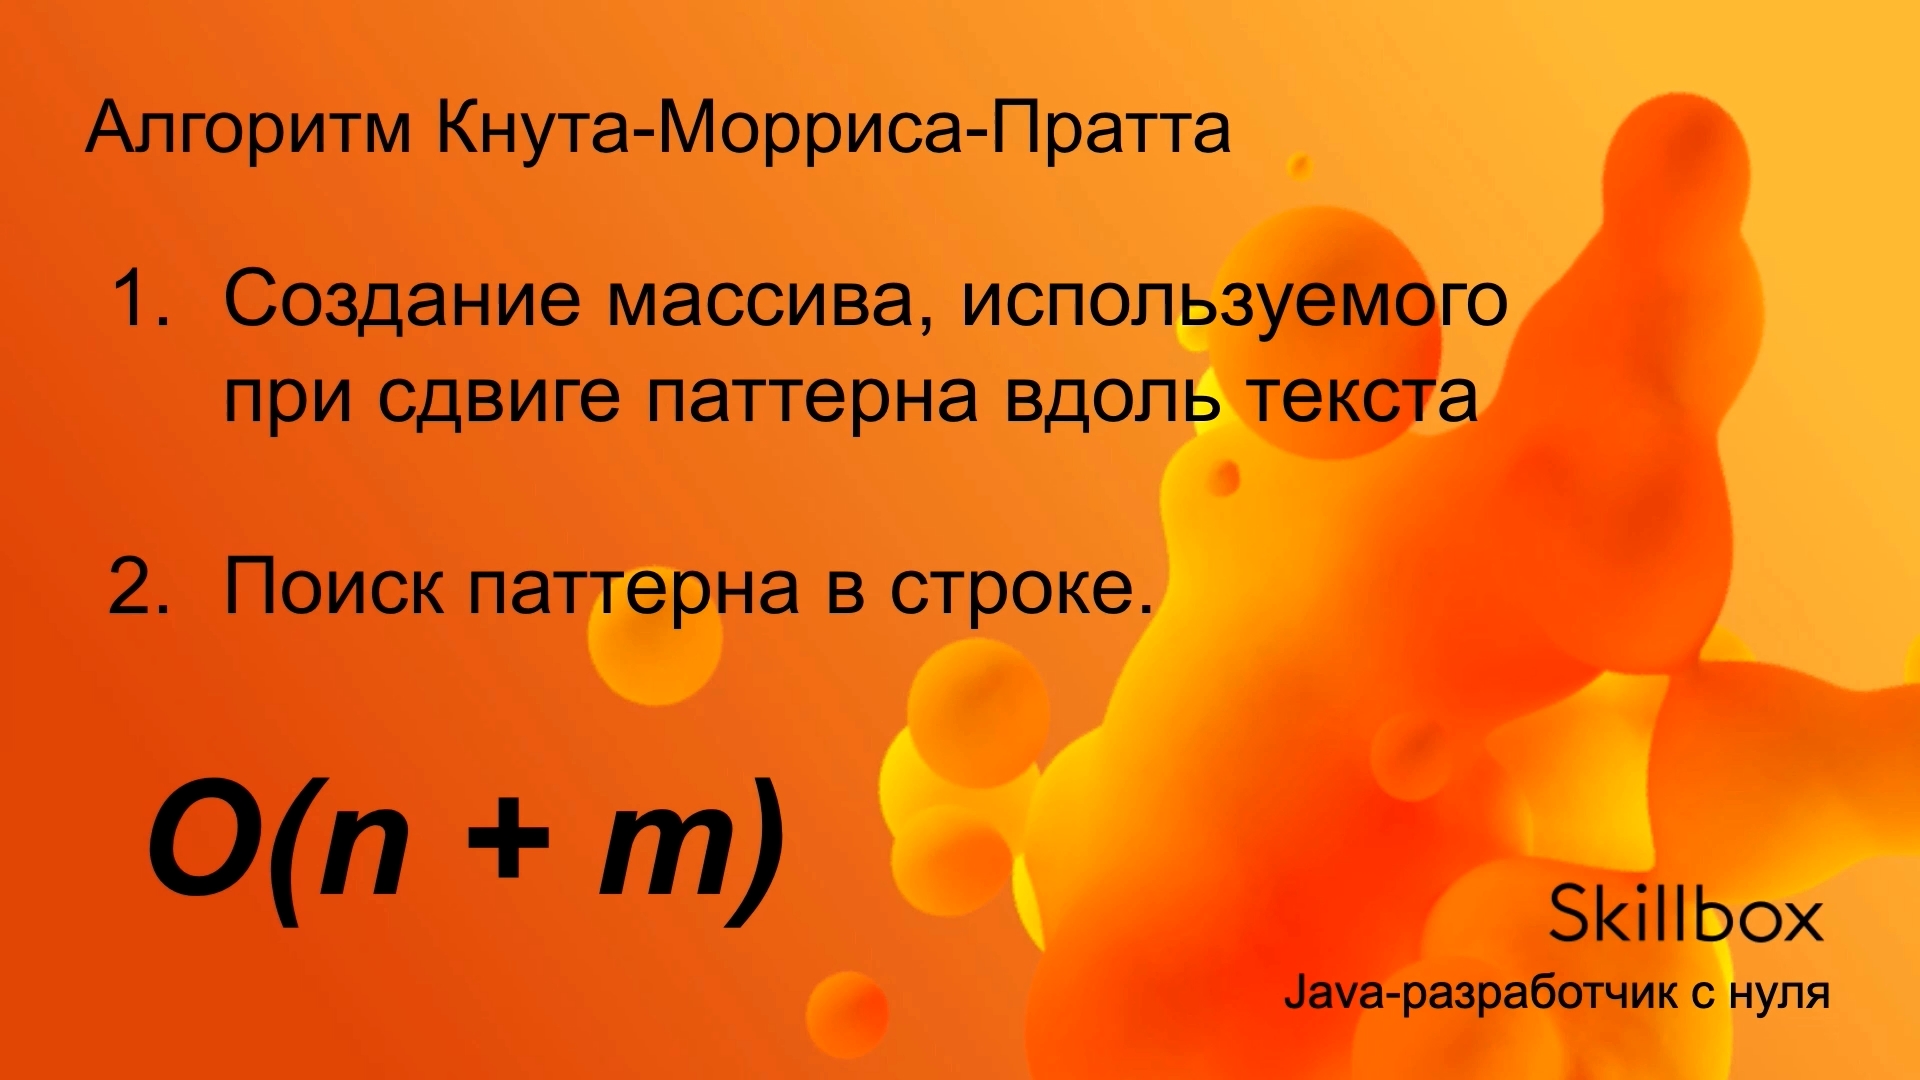 Алгоритм Кнута-Морриса-Пратта
1. Создание массива, используемого
при сдвиге паттерна вдоль текста
2. Поиск паттерна в строке.
O(n + m)
Skillbox
Java-разработчик с нуля